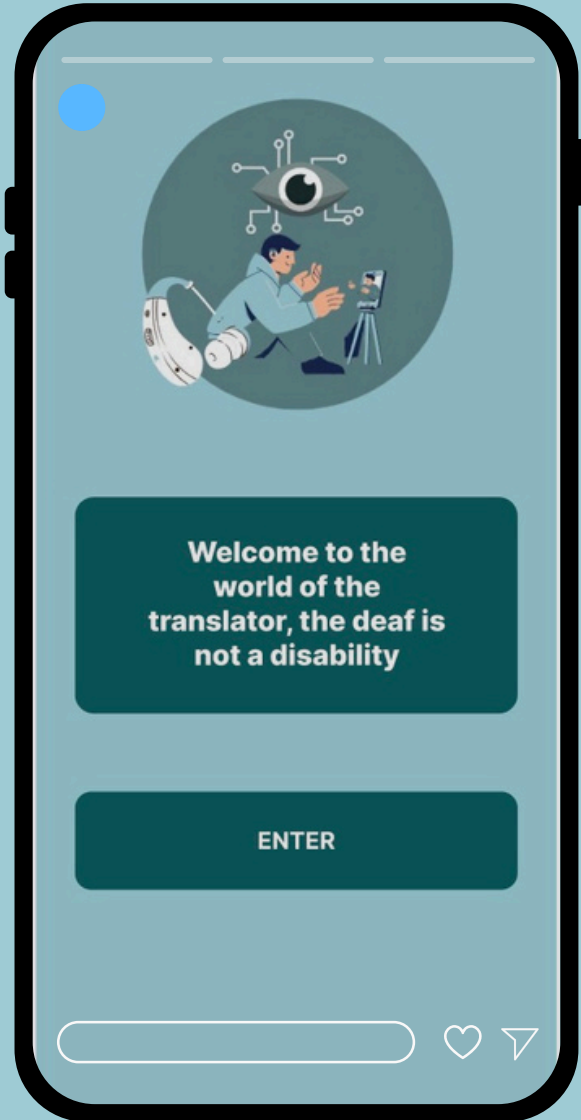 Welcome to the
world of the
translator, the deaf is
not a disability
ENTER